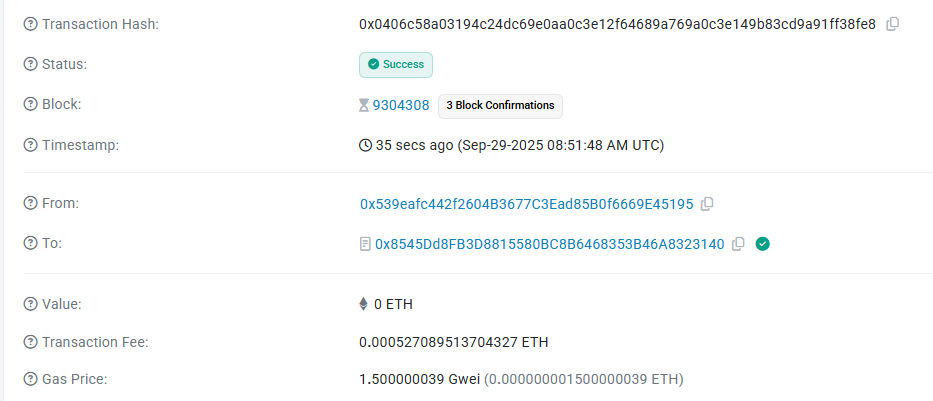 Transaction Hash: 0x0406c58a03194c24dc69e0aa0c3e12f64689a769a0c3e149b83cd9a91ff38fe8
Status: Success
Block: 9304308 3 Block Confirmations
Timestamp: 35 secs ago (Sep-29-2025 08:51:48 AM UTC)
From: 0x539eafc442f2604B3677C3Ead85B0f6669E45195
To: 0x8545Dd8FB3D8815580BC8B6468353B46A8323140
Value: 0 ETH
Transaction Fee: 0.000527089513704327 ETH
Gas Price: 1.500000039 Gwei (0.000000001500000039 ETH)